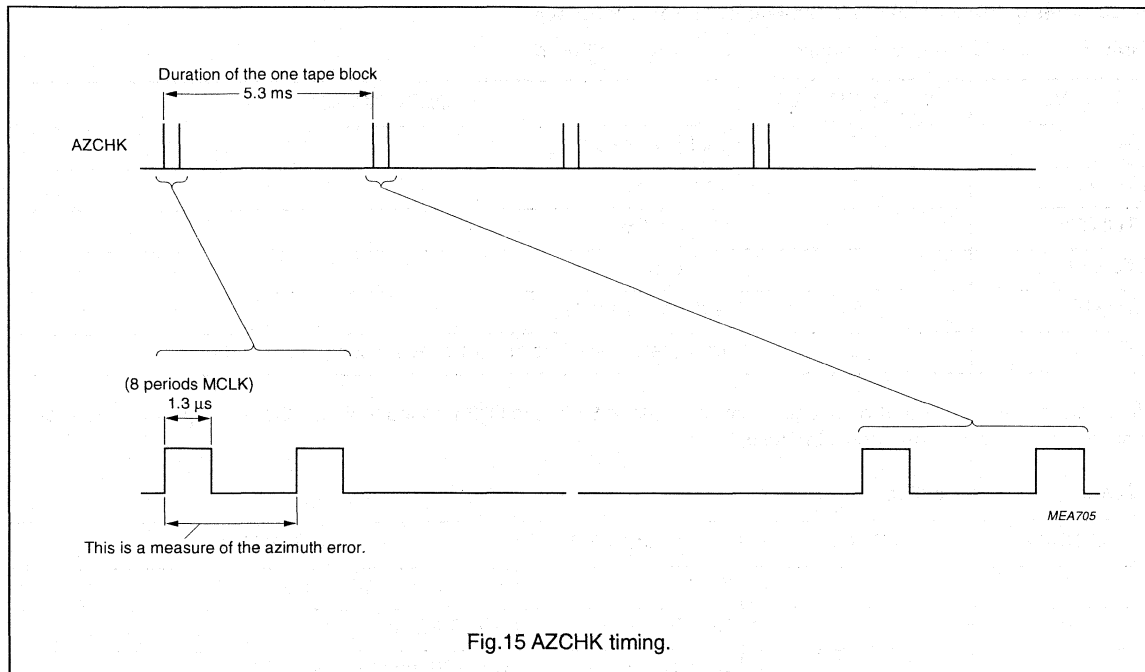 Duration of the one tape block
5.3 ms
AZCHK
(8 periods MCLK)
1.3 µs
MEA705
This is a measure of the azimuth error.
Fig.15 AZCHK timing.